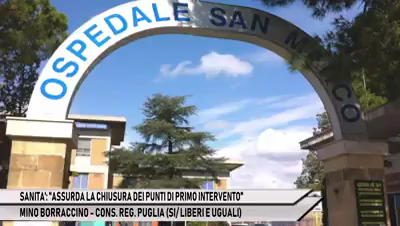 OSPEDALE SAN MARCO
SANITA': "ASSURDA LA CHIUSURA DEI PUNTI DI PRIMO INTERVENTO"
MINO BORRACCINO - CONS. REG. PUGLIA (SI/ LIBERI E UGUALI)